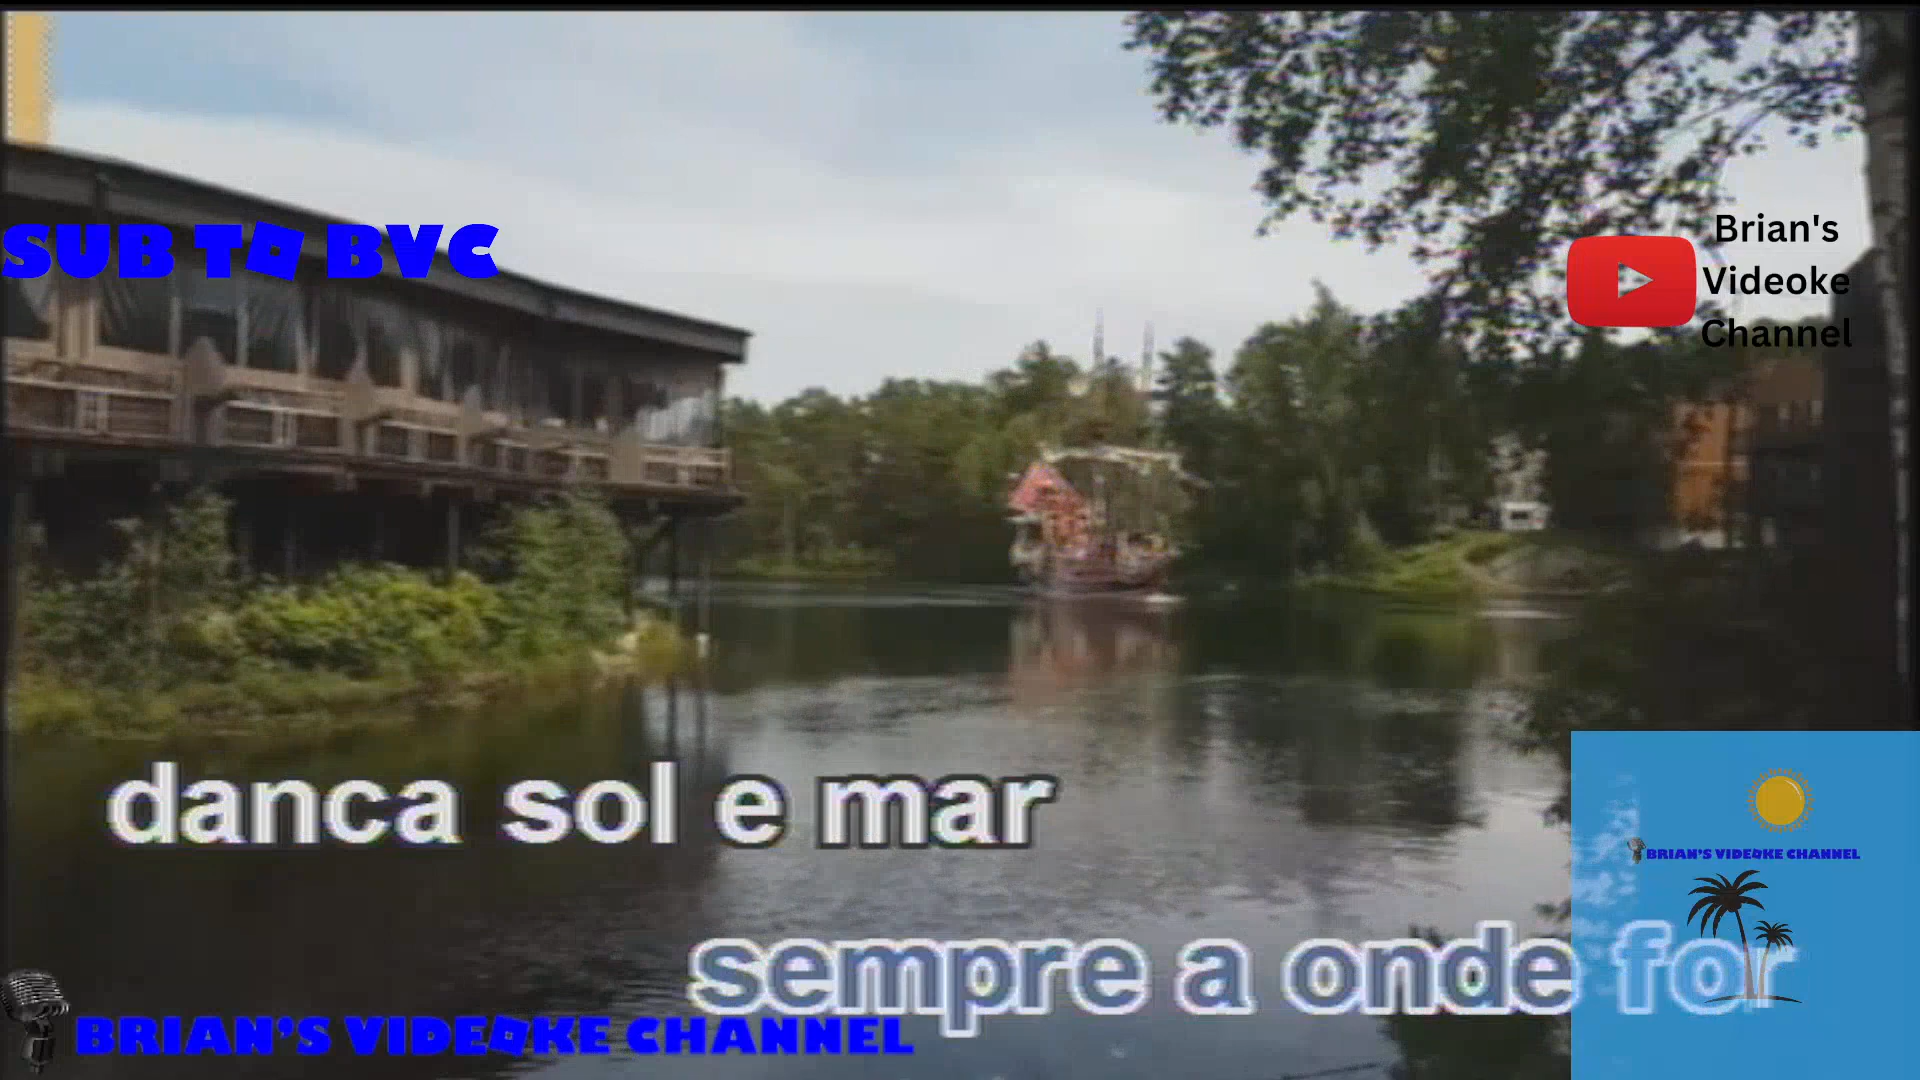 SUB TO BVC
Brian's
Videoke
Channel
danca sol e mar
BRIAN'S VIDEOKE CHANNEL
sempre a onde for
BRIAN'S VIDEOKE CHANNEL